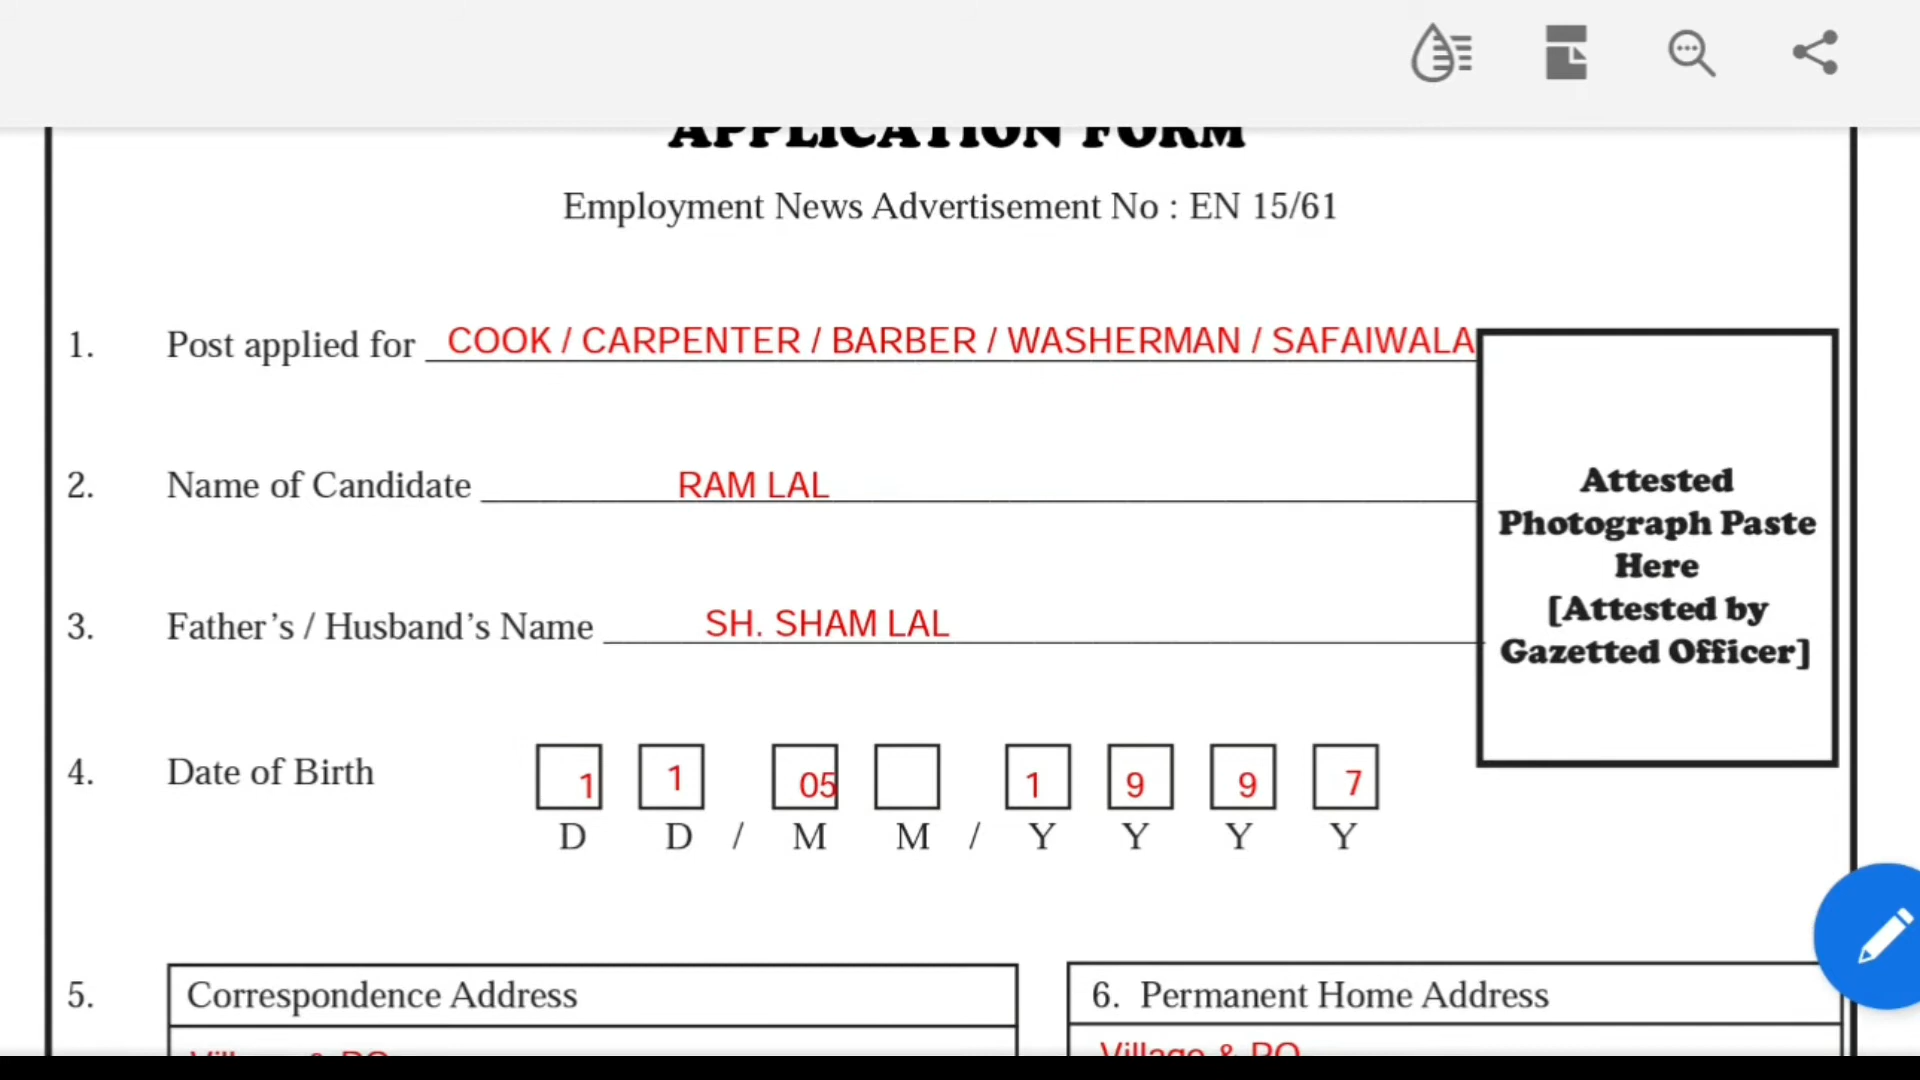 APPLICATION FORM
Employment News Advertisement No : EN 15/61
1. Post applied for COOK / CARPENTER / BARBER / WASHERMAN / SAFAIWALA
2. Name of Candidate RAM LAL
3. Father's / Husband's Name SH. SHAM LAL
Attested
Photograph Paste
Here
[Attested by
Gazetted Officer]
4. Date of Birth 1 1 05 1 9 9 7
D D / M M / Y Y Y Y
5. Correspondence Address
6. Permanent Home Address
Village & PO
Village & PO